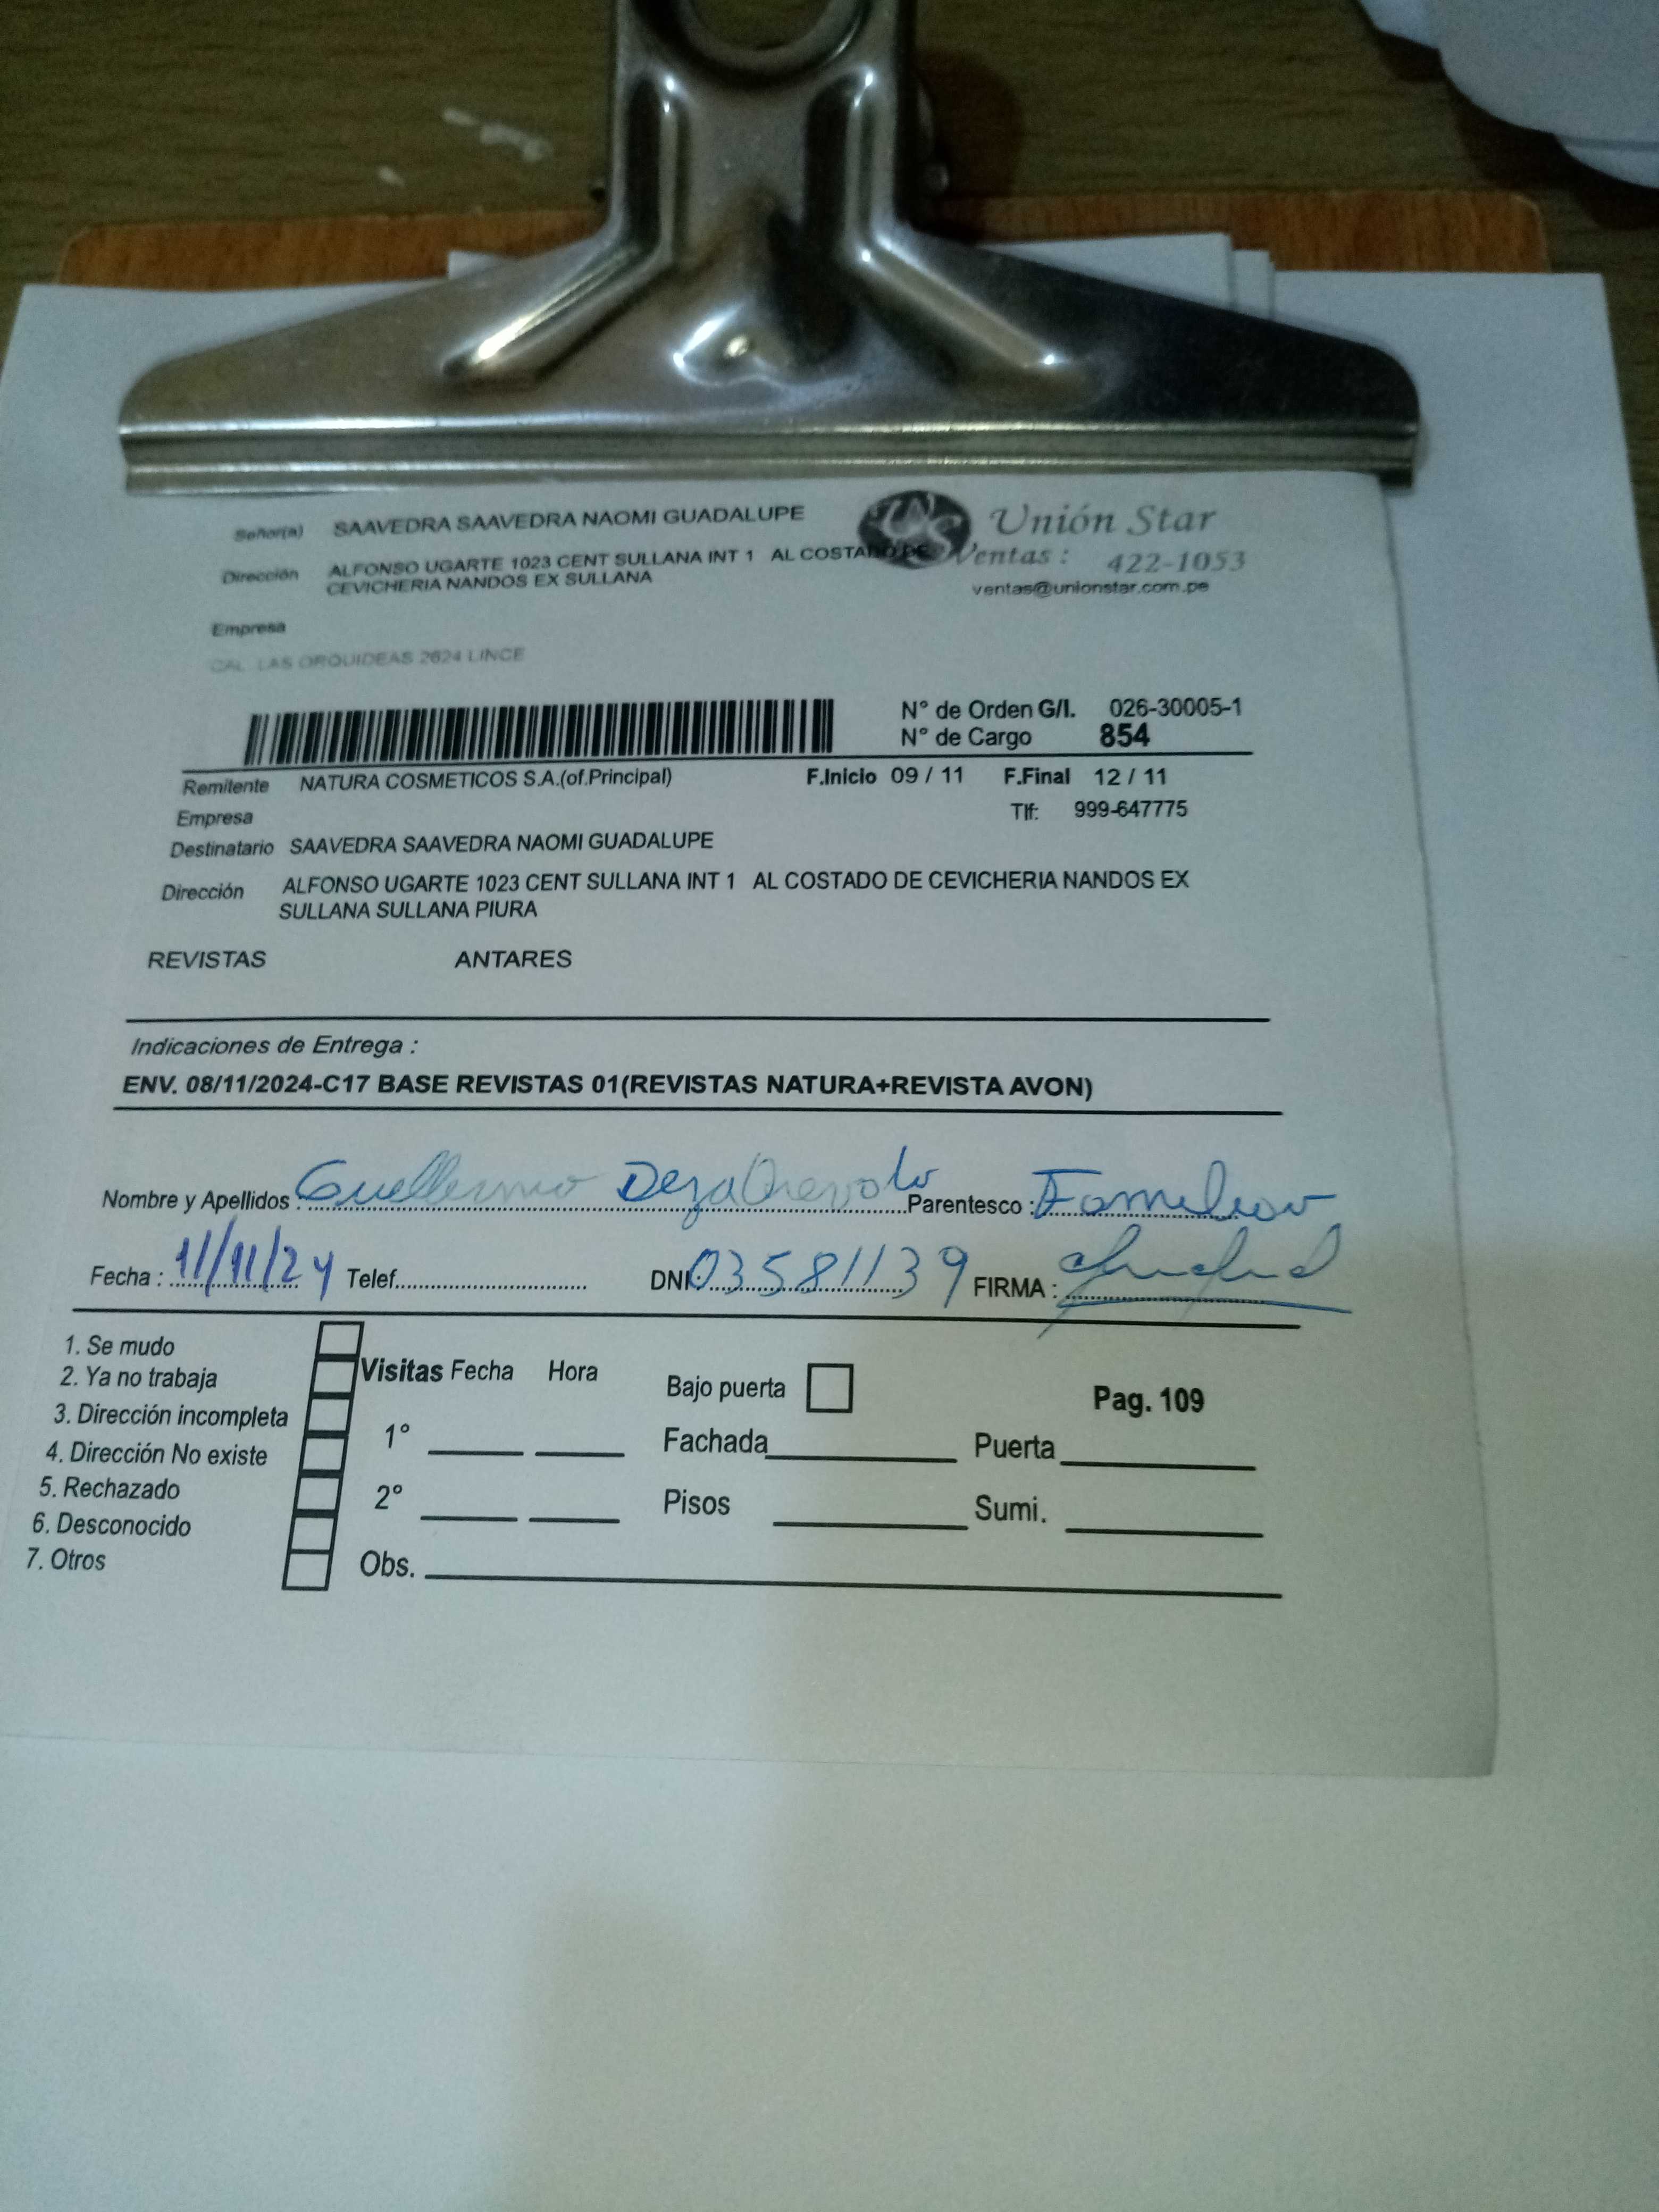 Señor(a) SAAVEDRA SAAVEDRA NAOMI GUADALUPE
Unión Star
Dirección ALFONSO UGARTE 1023 CENT SULLANA INT 1 AL COSTADO DE
CEVICHERIA NANDOS EX SULLANA
Ventas : 422-1053
ventas@unionstar.com.pe
Empresa
CAL. LAS ORQUIDEAS 2624 LINCE
N° de Orden G/I. 026-30005-1
N° de Cargo 854
Remitente NATURA COSMETICOS S.A.(of.Principal) F.Inicio 09 / 11 F.Final 12 / 11
Empresa Tlf: 999-647775
Destinatario SAAVEDRA SAAVEDRA NAOMI GUADALUPE
Dirección ALFONSO UGARTE 1023 CENT SULLANA INT 1 AL COSTADO DE CEVICHERIA NANDOS EX
SULLANA SULLANA PIURA
REVISTAS ANTARES
Indicaciones de Entrega :
ENV. 08/11/2024-C17 BASE REVISTAS 01(REVISTAS NATURA+REVISTA AVON)
Nombre y Apellidos : Guellermo Deza Parentesco : Familiar
Fecha : 11/11/24 Telef. DNI: 03581139 FIRMA :
1. Se mudo
2. Ya no trabaja
3. Dirección incompleta
4. Dirección No existe
5. Rechazado
6. Desconocido
7. Otros
Visitas Fecha Hora
1°
2°
Obs.
Bajo puerta
Pag. 109
Fachada Puerta
Pisos Sumi.